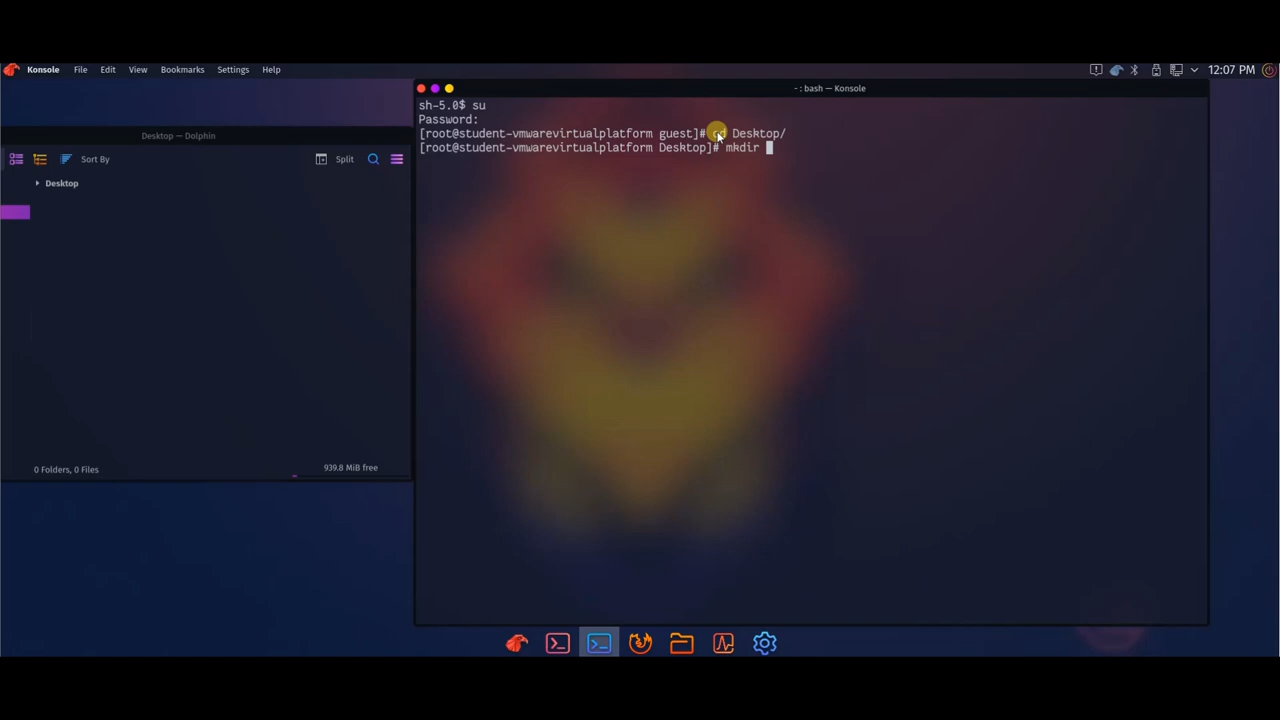 Konsole File Edit View Bookmarks Settings Help 12:07 PM
- : bash — Konsole
sh-5.0$ su
Password:
[root@student-vmwarevirtualplatform guest]# cd Desktop/
[root@student-vmwarevirtualplatform Desktop]# mkdir
Desktop — Dolphin
Sort By Split
Desktop
0 Folders, 0 Files 939.8 MiB free